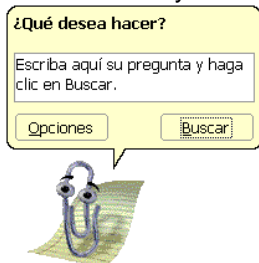 ¿Qué desea hacer?
Escriba aquí su pregunta y haga
clic en Buscar.
Opciones
Buscar